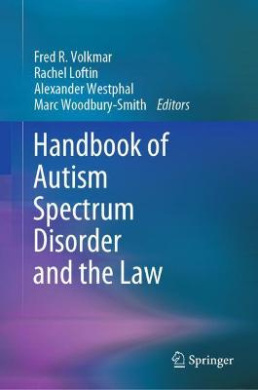 Fred R. Volkmar
Rachel Loftin
Alexander Westphal
Marc Woodbury-Smith Editors
Handbook of
Autism
Spectrum
Disorder
and the Law
Springer